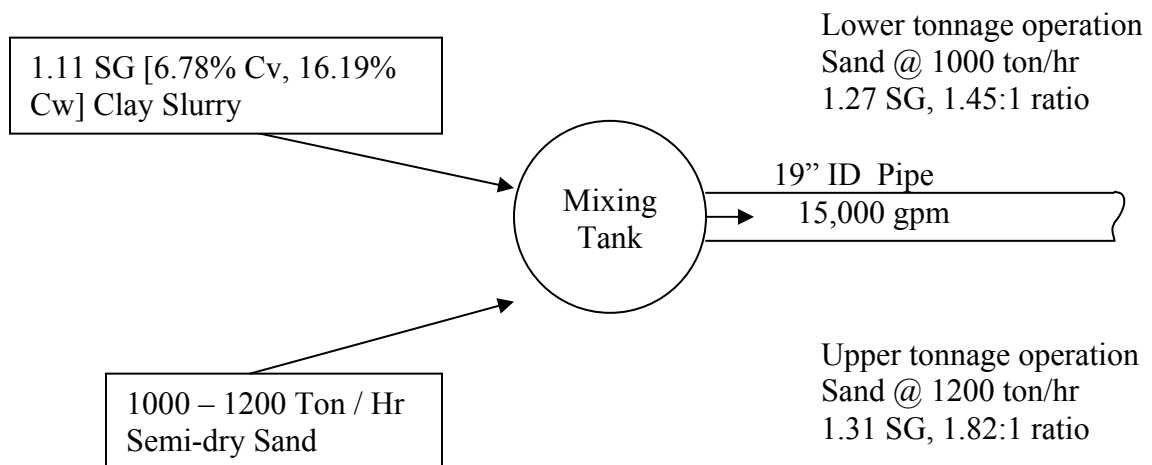 Lower tonnage operation
Sand @ 1000 ton/hr
1.27 SG, 1.45:1 ratio
1.11 SG [6.78% Cv, 16.19%
Cw] Clay Slurry
19” ID Pipe
15,000 gpm
Mixing
Tank
1000 – 1200 Ton / Hr
Semi-dry Sand
Upper tonnage operation
Sand @ 1200 ton/hr
1.31 SG, 1.82:1 ratio